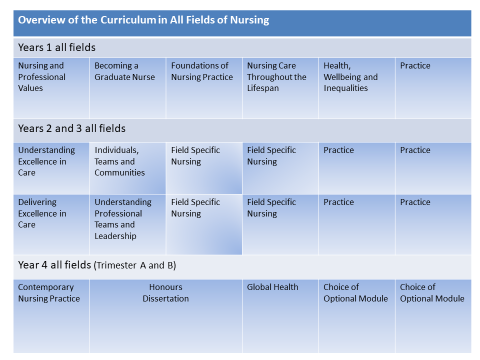 Overview of the Curriculum in All Fields of Nursing
Years 1 all fields
Nursing and Professional Values
Becoming a Graduate Nurse
Foundations of Nursing Practice
Nursing Care Throughout the Lifespan
Health, Wellbeing and Inequalities
Practice
Years 2 and 3 all fields
Understanding Excellence in Care
Individuals, Teams and Communities
Field Specific Nursing
Field Specific Nursing
Practice
Practice
Delivering Excellence in Care
Understanding Professional Teams and Leadership
Field Specific Nursing
Field Specific Nursing
Practice
Practice
Year 4 all fields (Trimester A and B)
Contemporary Nursing Practice
Honours Dissertation
Global Health
Choice of Optional Module
Choice of Optional Module